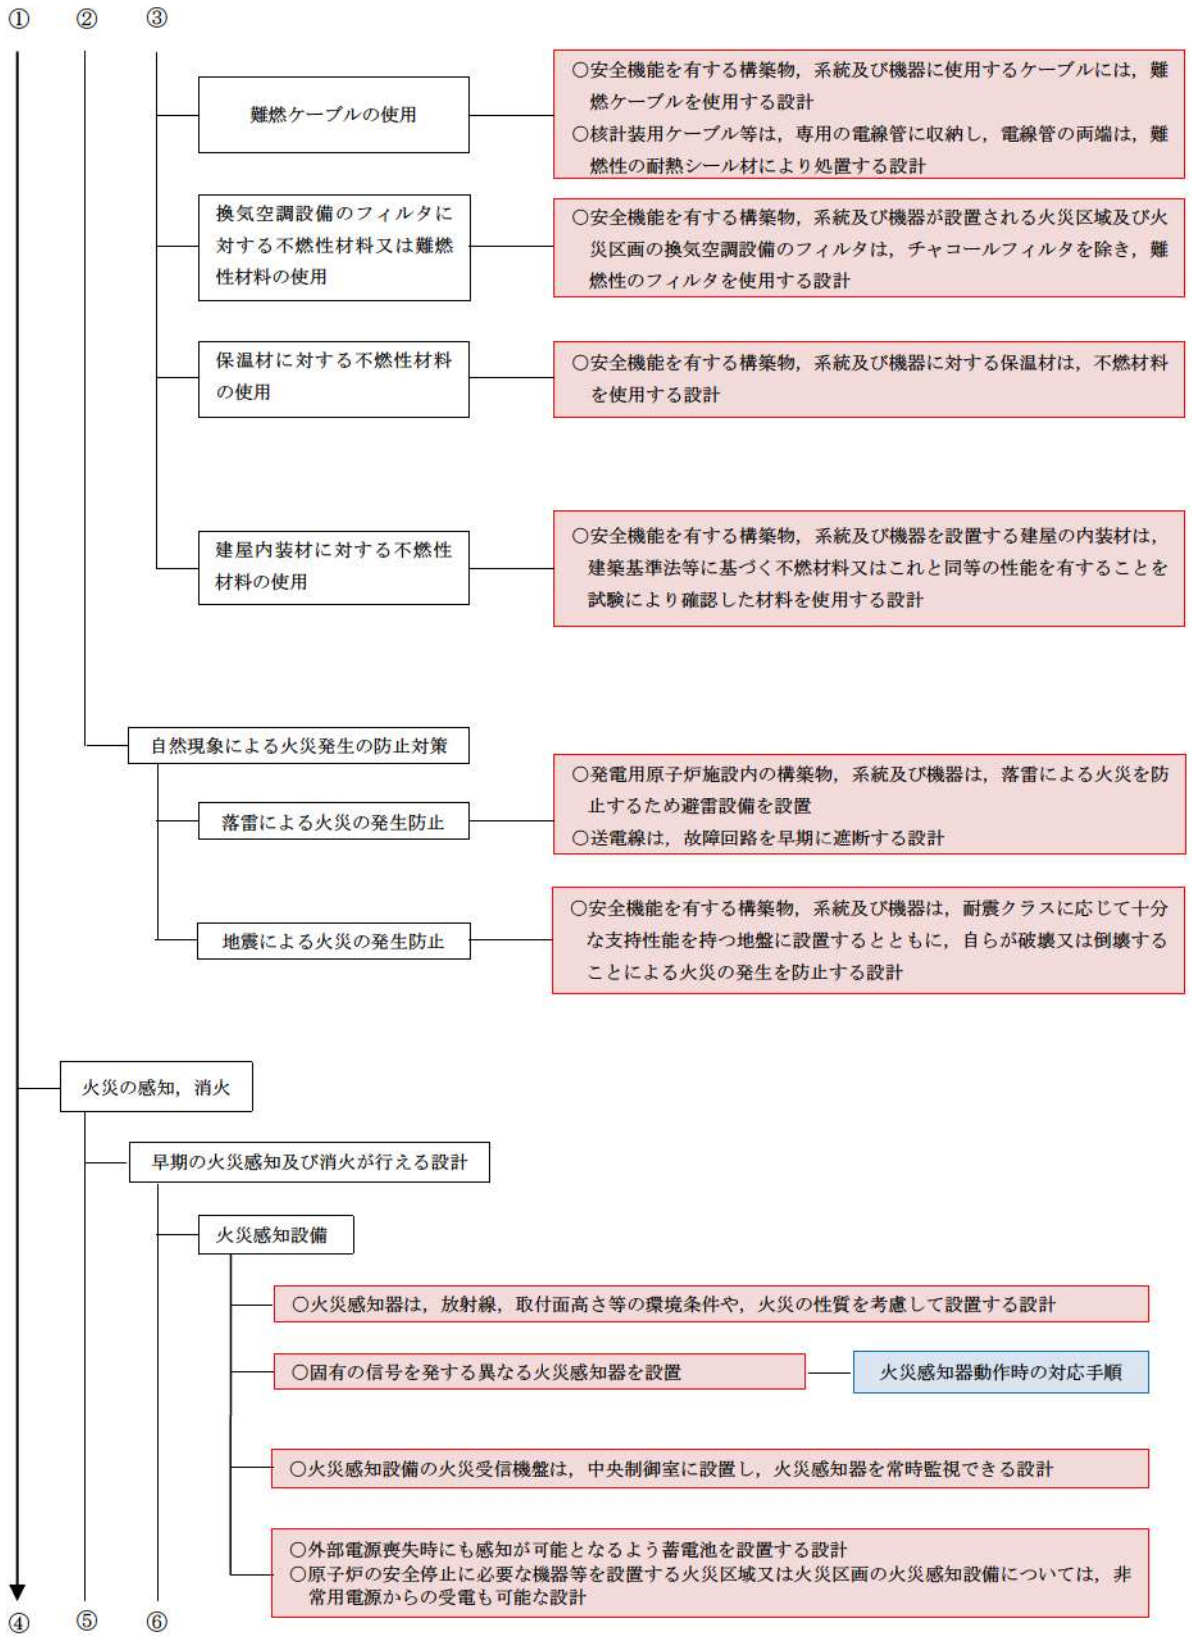 ① ② ③
難燃ケーブルの使用
○安全機能を有する構築物，系統及び機器に使用するケーブルには，難
燃ケーブルを使用する設計
○核計装用ケーブル等は，専用の電線管に収納し，電線管の両端は，難
燃性の耐熱シール材により処置する設計
換気空調設備のフィルタに
対する不燃性材料又は難燃
性材料の使用
○安全機能を有する構築物，系統及び機器が設置される火災区域及び火
災区画の換気空調設備のフィルタは，チャコールフィルタを除き，難
燃性のフィルタを使用する設計
保温材に対する不燃性材料
の使用
○安全機能を有する構築物，系統及び機器に対する保温材は，不燃材料
を使用する設計
建屋内装材に対する不燃性
材料の使用
○安全機能を有する構築物，系統及び機器を設置する建屋の内装材は，
建築基準法等に基づく不燃材料又はこれと同等の性能を有することを
試験により確認した材料を使用する設計
自然現象による火災発生の防止対策
落雷による火災の発生防止
○発電用原子炉施設内の構築物，系統及び機器は，落雷による火災を防
止するため避雷設備を設置
○送電線は，故障回路を早期に遮断する設計
地震による火災の発生防止
○安全機能を有する構築物，系統及び機器は，耐震クラスに応じて十分
な支持性能を持つ地盤に設置するとともに，自らが破壊又は倒壊する
ことによる火災の発生を防止する設計
火災の感知，消火
早期の火災感知及び消火が行える設計
火災感知設備
○火災感知器は，放射線，取付面高さ等の環境条件や，火災の性質を考慮して設置する設計
○固有の信号を発する異なる火災感知器を設置
火災感知器動作時の対応手順
○火災感知設備の火災受信機盤は，中央制御室に設置し，火災感知器を常時監視できる設計
○外部電源喪失時にも感知が可能となるよう蓄電池を設置する設計
○原子炉の安全停止に必要な機器等を設置する火災区域又は火災区画の火災感知設備については，非
常用電源からの受電も可能な設計
④ ⑤ ⑥